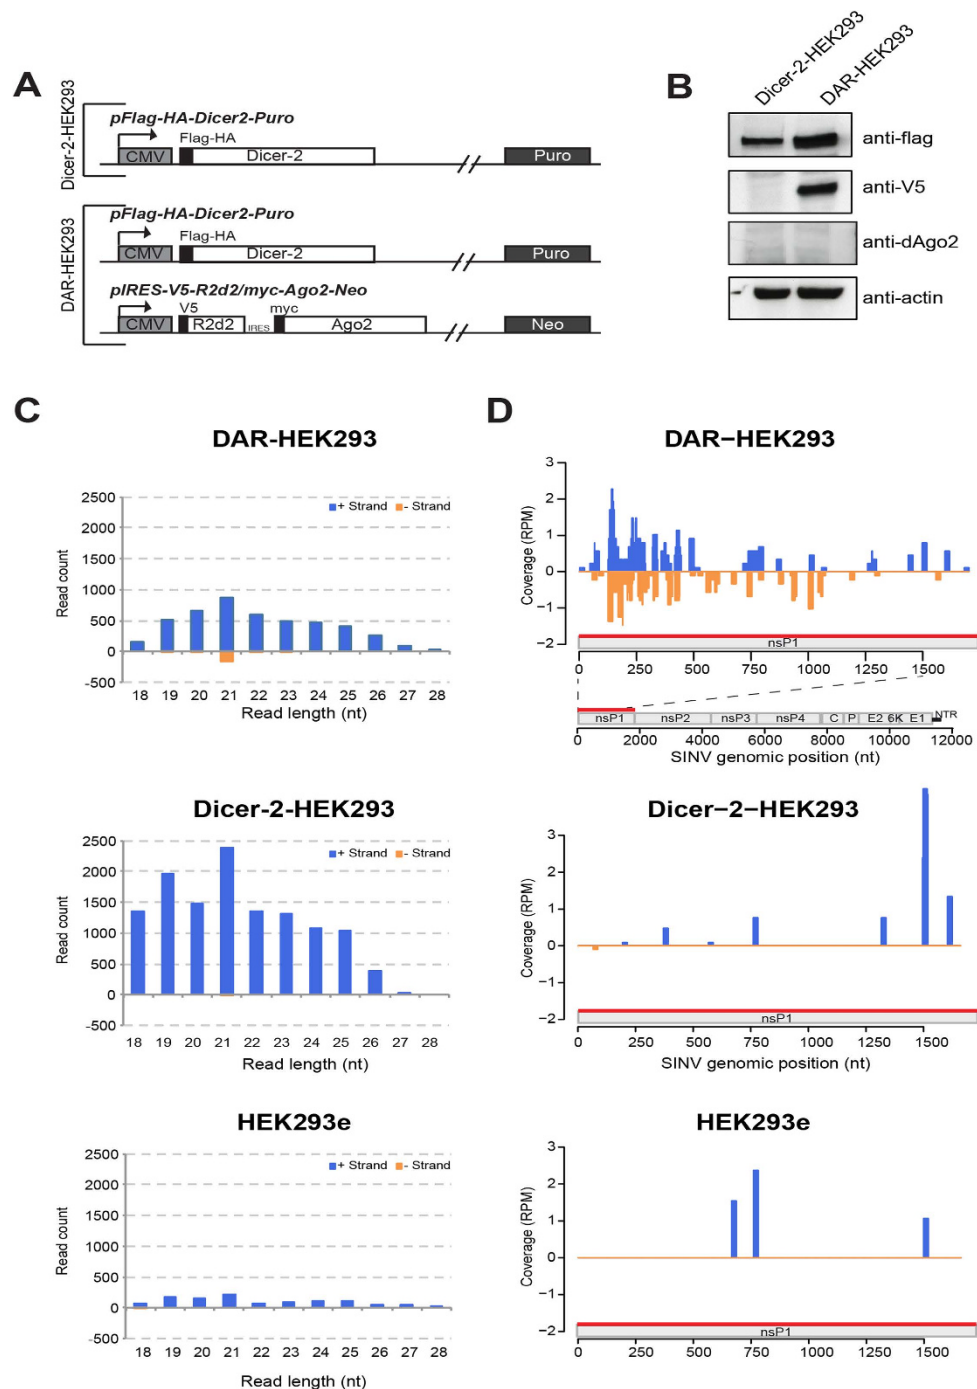 A
Dicer-2-HEK293
pFlag-HA-Dicer2-Puro
Flag-HA
CMV
Dicer-2
Puro
DAR-HEK293
pFlag-HA-Dicer2-Puro
Flag-HA
CMV
Dicer-2
Puro
pIRES-V5-R2d2/myc-Ago2-Neo
V5
myc
CMV
R2d2
IRES
Ago2
Neo
B
Dicer-2-HEK293
DAR-HEK293
anti-flag
anti-V5
anti-dAgo2
anti-actin
C
DAR-HEK293
+ Strand - Strand
Read count
2500
2000
1500
1000
500
0
-500
18 19 20 21 22 23 24 25 26 27 28
Read length (nt)
Dicer-2-HEK293
+ Strand - Strand
Read count
2500
2000
1500
1000
500
0
-500
18 19 20 21 22 23 24 25 26 27 28
Read length (nt)
HEK293e
+ Strand - Strand
Read count
2500
2000
1500
1000
500
0
-500
18 19 20 21 22 23 24 25 26 27 28
Read length (nt)
D
DAR−HEK293
Coverage (RPM)
3
2
1
0
−1
−2
nsP1
0 250 500 750 1000 1250 1500
nsP1 nsP2 nsP3 nsP4 C P E2 6K E1 NTR
0 2000 4000 6000 8000 10000 12000
SINV genomic position (nt)
Dicer−2−HEK293
Coverage (RPM)
3
2
1
0
−1
−2
nsP1
0 250 500 750 1000 1250 1500
SINV genomic position (nt)
HEK293e
Coverage (RPM)
3
2
1
0
−1
−2
nsP1
0 250 500 750 1000 1250 1500